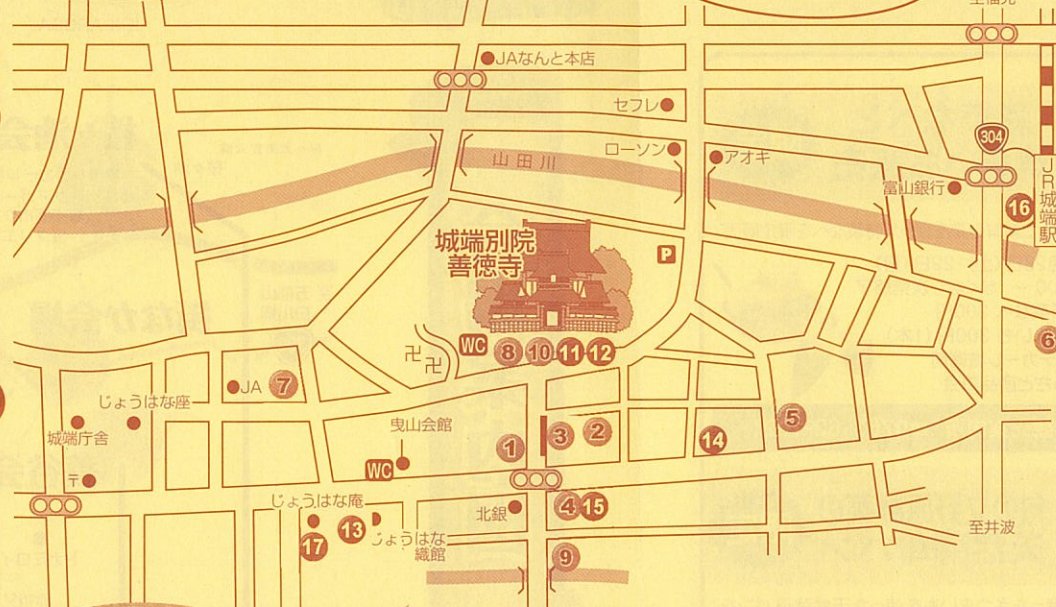 JAなんと本店
セフレ
ローソン
アオキ
304
山田川
富山銀行
16
JR城端駅
城端別院
善徳寺
P
WC
8
10
11
12
6
卍
卍
JA
7
じょうはな座
城端庁舎
曳山会館
WC
1
3
2
14
5
〒
じょうはな庵
北銀
4
15
13
17
じょうはな
織館
至井波
9